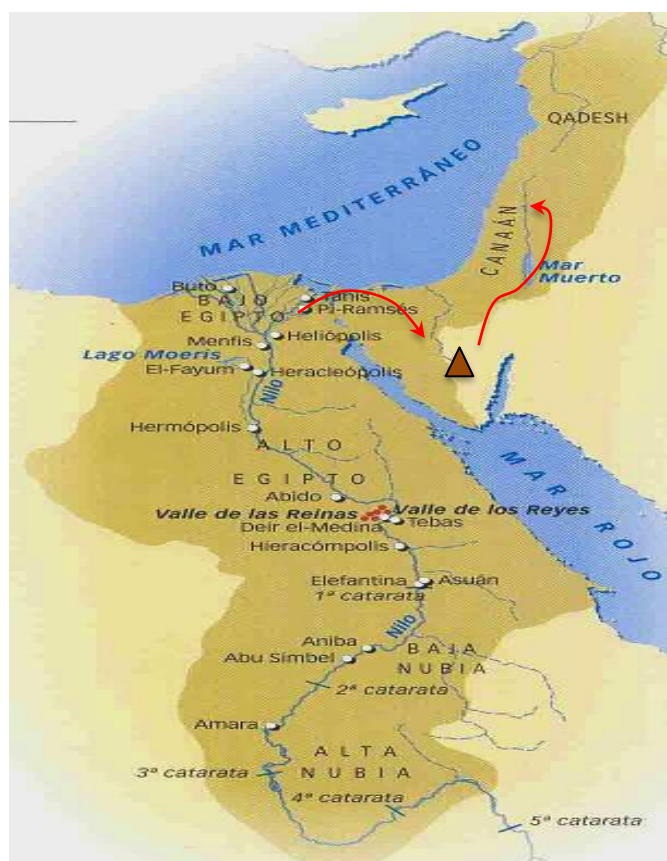 QADESH
MAR MEDITERRÁNEO
CANAÁN
Mar
Muerto
Buto
BAJO
EGIPTO
Tanis
Pi-Ramsés
Heliópolis
Menfis
Lago Moeris
El-Fayum
Heracleópolis
Nilo
Hermópolis
ALTO
EGIPTO
MAR ROJO
Abido
Valle de las Reinas
Valle de los Reyes
Deir el-Medina
Tebas
Hieracómpolis
Elefantina
Asuán
1ª catarata
Nilo
Aniba
BAJA
NUBIA
Abu Simbel
2ª catarata
Amara
ALTA
NUBIA
3ª catarata
4ª catarata
5ª catarata